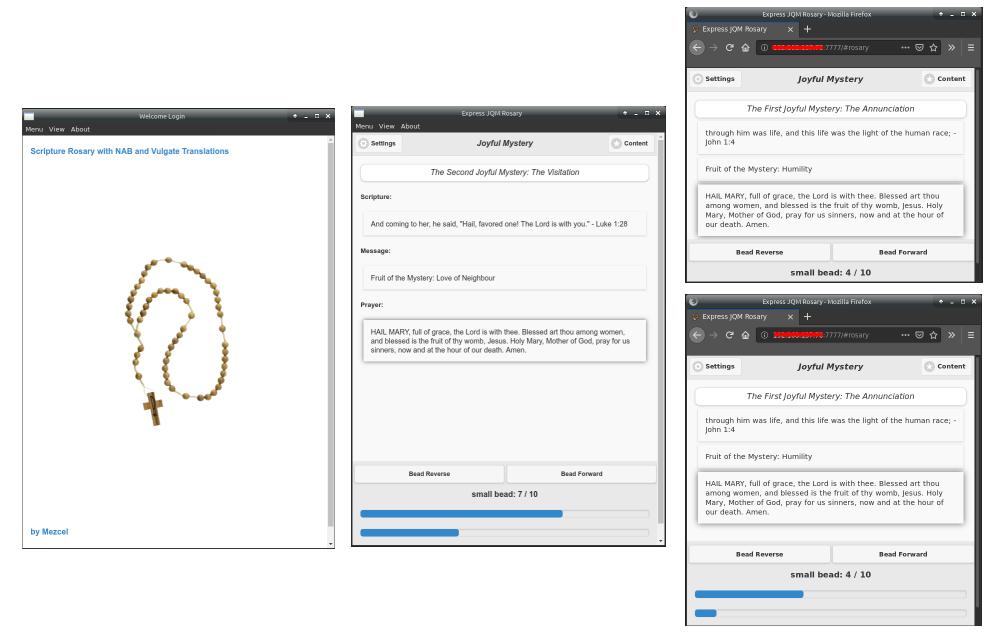 Welcome Login
Menu View About
Scripture Rosary with NAB and Vulgate Translations
by Mezcel
Express JQM Rosary
Menu View About
Settings
Joyful Mystery
Content
The Second Joyful Mystery: The Visitation
Scripture:
And coming to her, he said, "Hail, favored one! The Lord is with you." - Luke 1:28
Message:
Fruit of the Mystery: Love of Neighbour
Prayer:
HAIL MARY, full of grace, the Lord is with thee. Blessed art thou among women,
and blessed is the fruit of thy womb, Jesus. Holy Mary, Mother of God, pray for us
sinners, now and at the hour of our death. Amen.
Bead Reverse
Bead Forward
small bead: 7 / 10
Express JQM Rosary - Mozilla Firefox
Express JQM Rosary
:7777/#rosary
Settings
Joyful Mystery
Content
The First Joyful Mystery: The Annunciation
through him was life, and this life was the light of the human race; -
John 1:4
Fruit of the Mystery: Humility
HAIL MARY, full of grace, the Lord is with thee. Blessed art thou
among women, and blessed is the fruit of thy womb, Jesus. Holy
Mary, Mother of God, pray for us sinners, now and at the hour of
our death. Amen.
Bead Reverse
Bead Forward
small bead: 4 / 10
Express JQM Rosary - Mozilla Firefox
Express JQM Rosary
:7777/#rosary
Settings
Joyful Mystery
Content
The First Joyful Mystery: The Annunciation
through him was life, and this life was the light of the human race; -
John 1:4
Fruit of the Mystery: Humility
HAIL MARY, full of grace, the Lord is with thee. Blessed art thou
among women, and blessed is the fruit of thy womb, Jesus. Holy
Mary, Mother of God, pray for us sinners, now and at the hour of
our death. Amen.
Bead Reverse
Bead Forward
small bead: 4 / 10